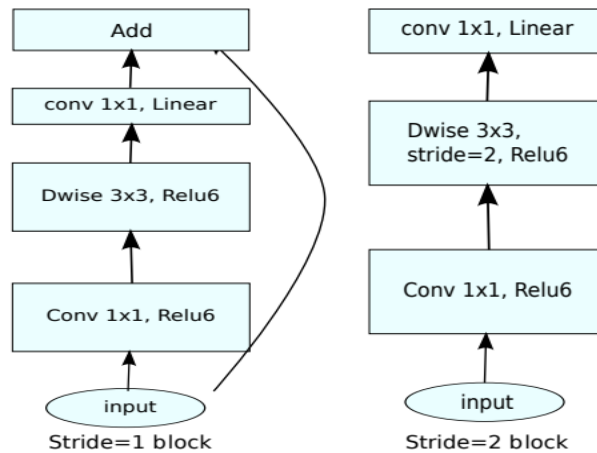 Add
conv 1x1, Linear
Dwise 3x3, Relu6
Conv 1x1, Relu6
input
Stride=1 block
conv 1x1, Linear
Dwise 3x3,
stride=2, Relu6
Conv 1x1, Relu6
input
Stride=2 block